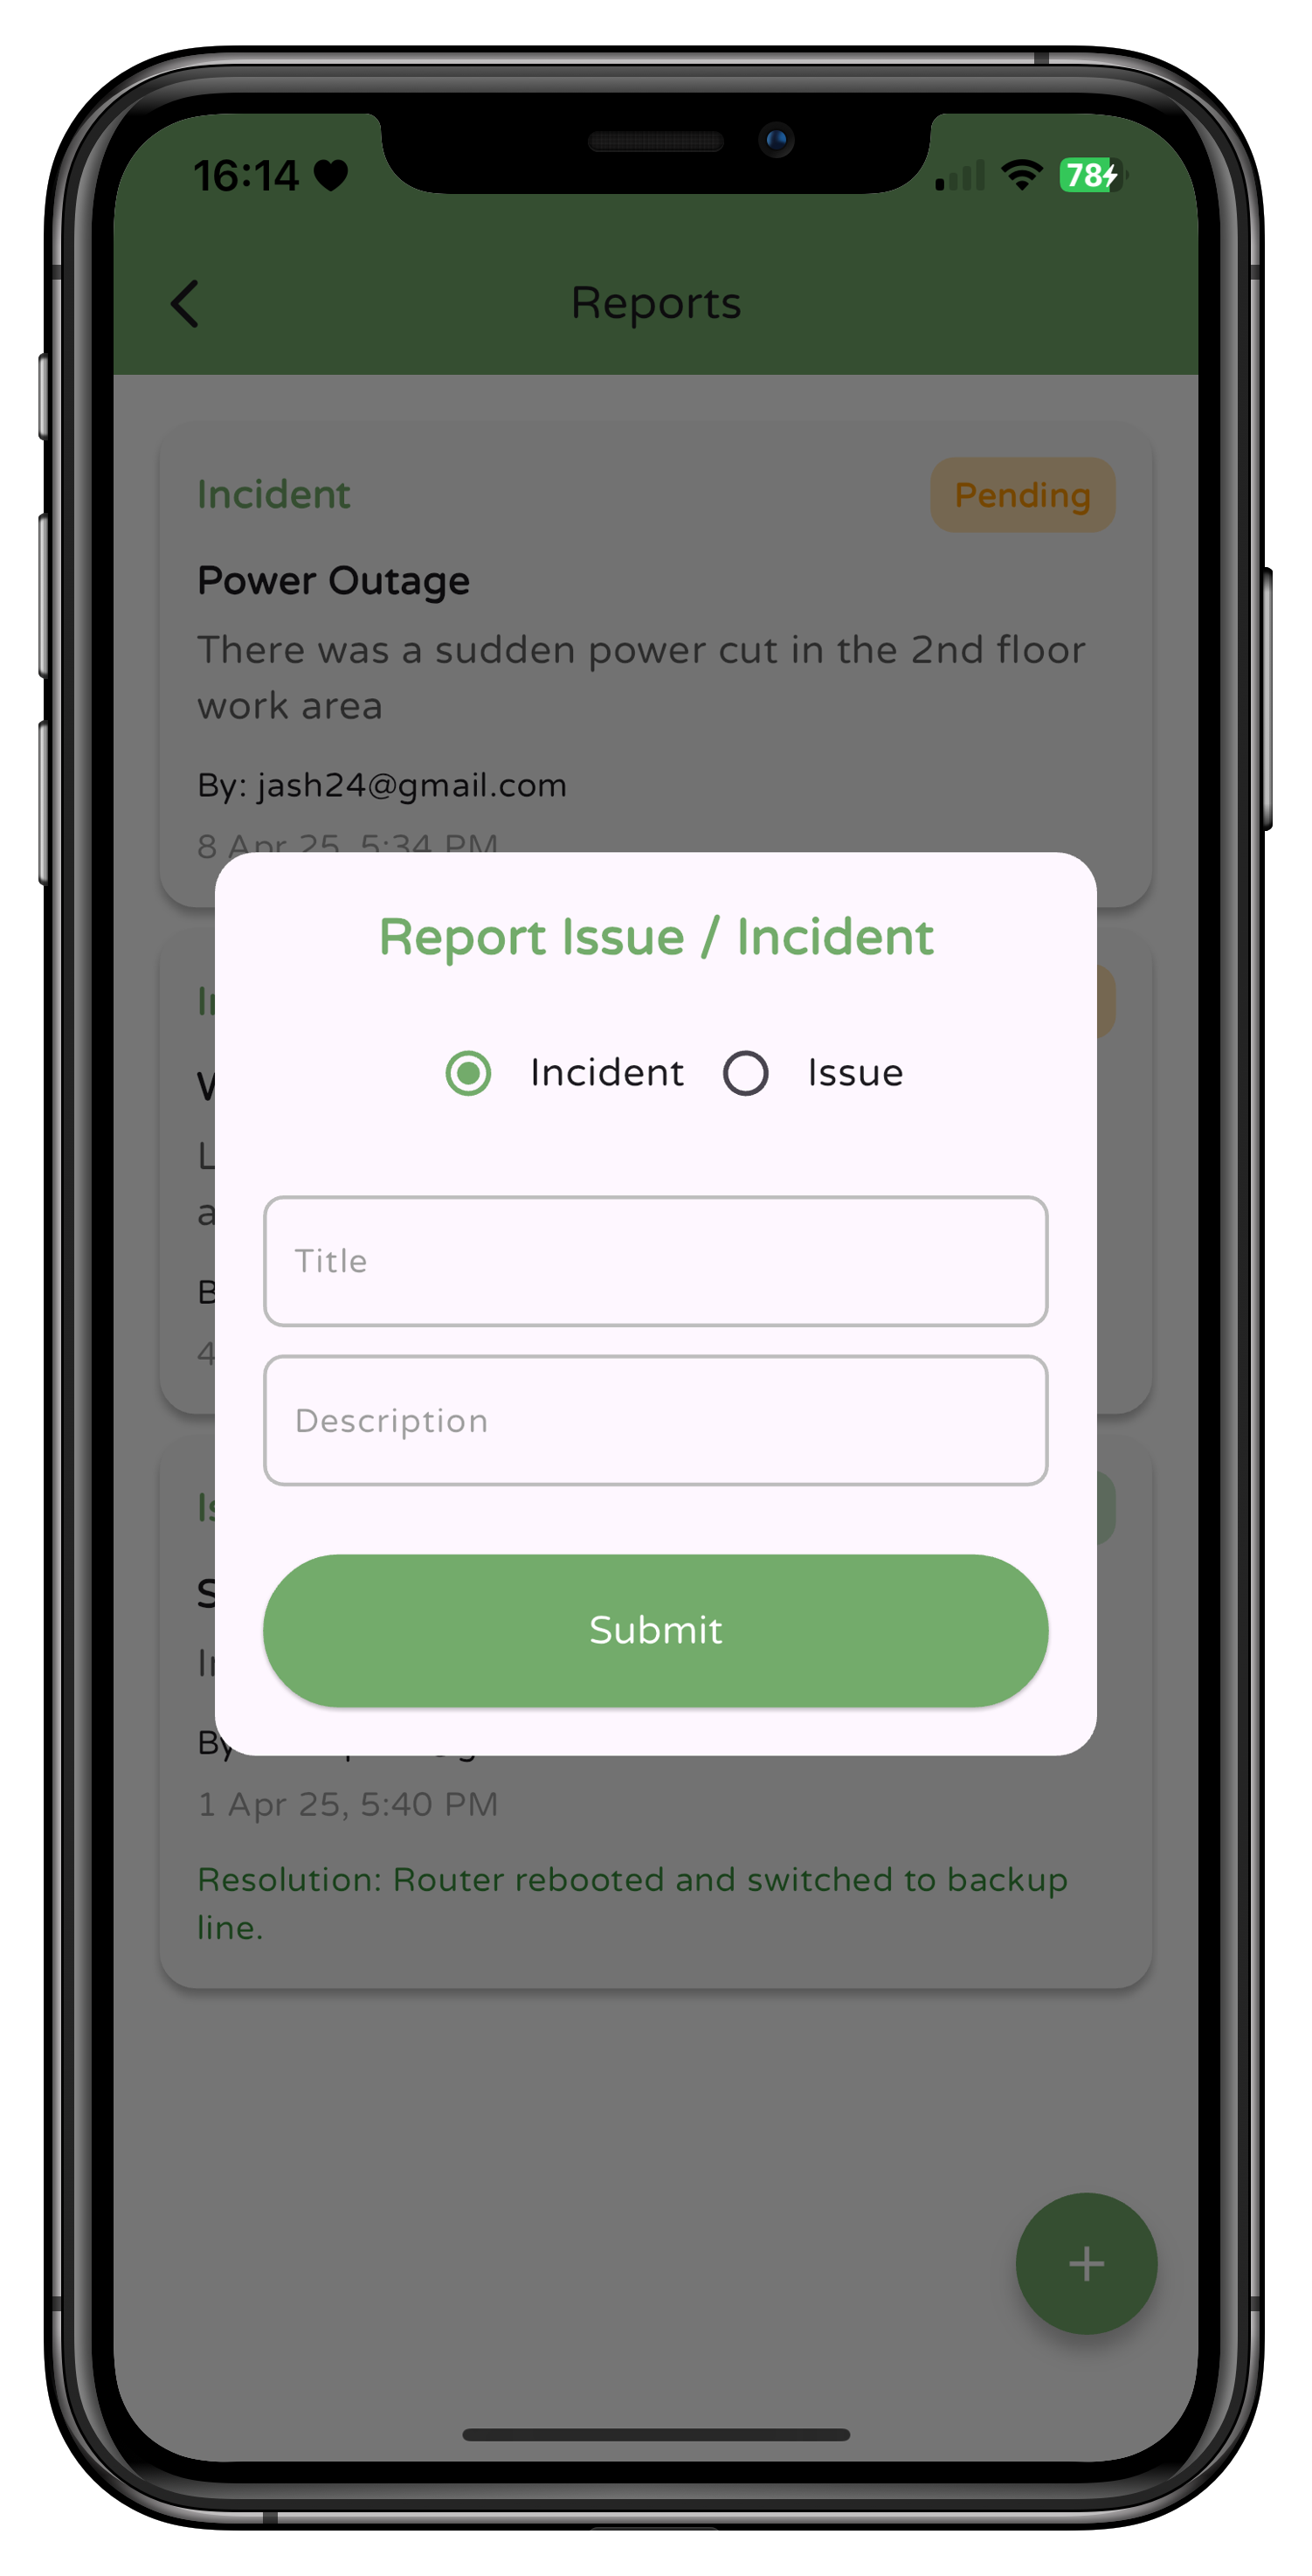 16:14
78
Reports
Incident
Pending
Power Outage
There was a sudden power cut in the 2nd floor
work area
By: jash24@gmail.com
8 Apr 25, 5:34 PM
Report Issue / Incident
Incident
Issue
Title
Description
Submit
By
1 Apr 25, 5:40 PM
Resolution: Router rebooted and switched to backup
line.
+